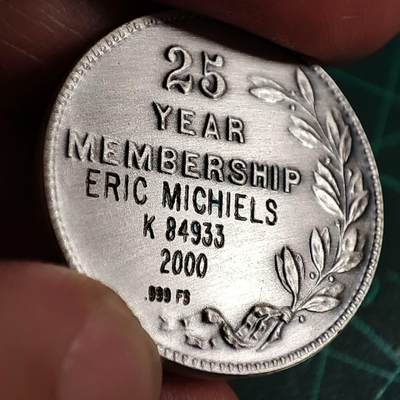 25
YEAR
MEMBERSHIP
ERIC MICHIELS
K 84933
2000
.999 FS